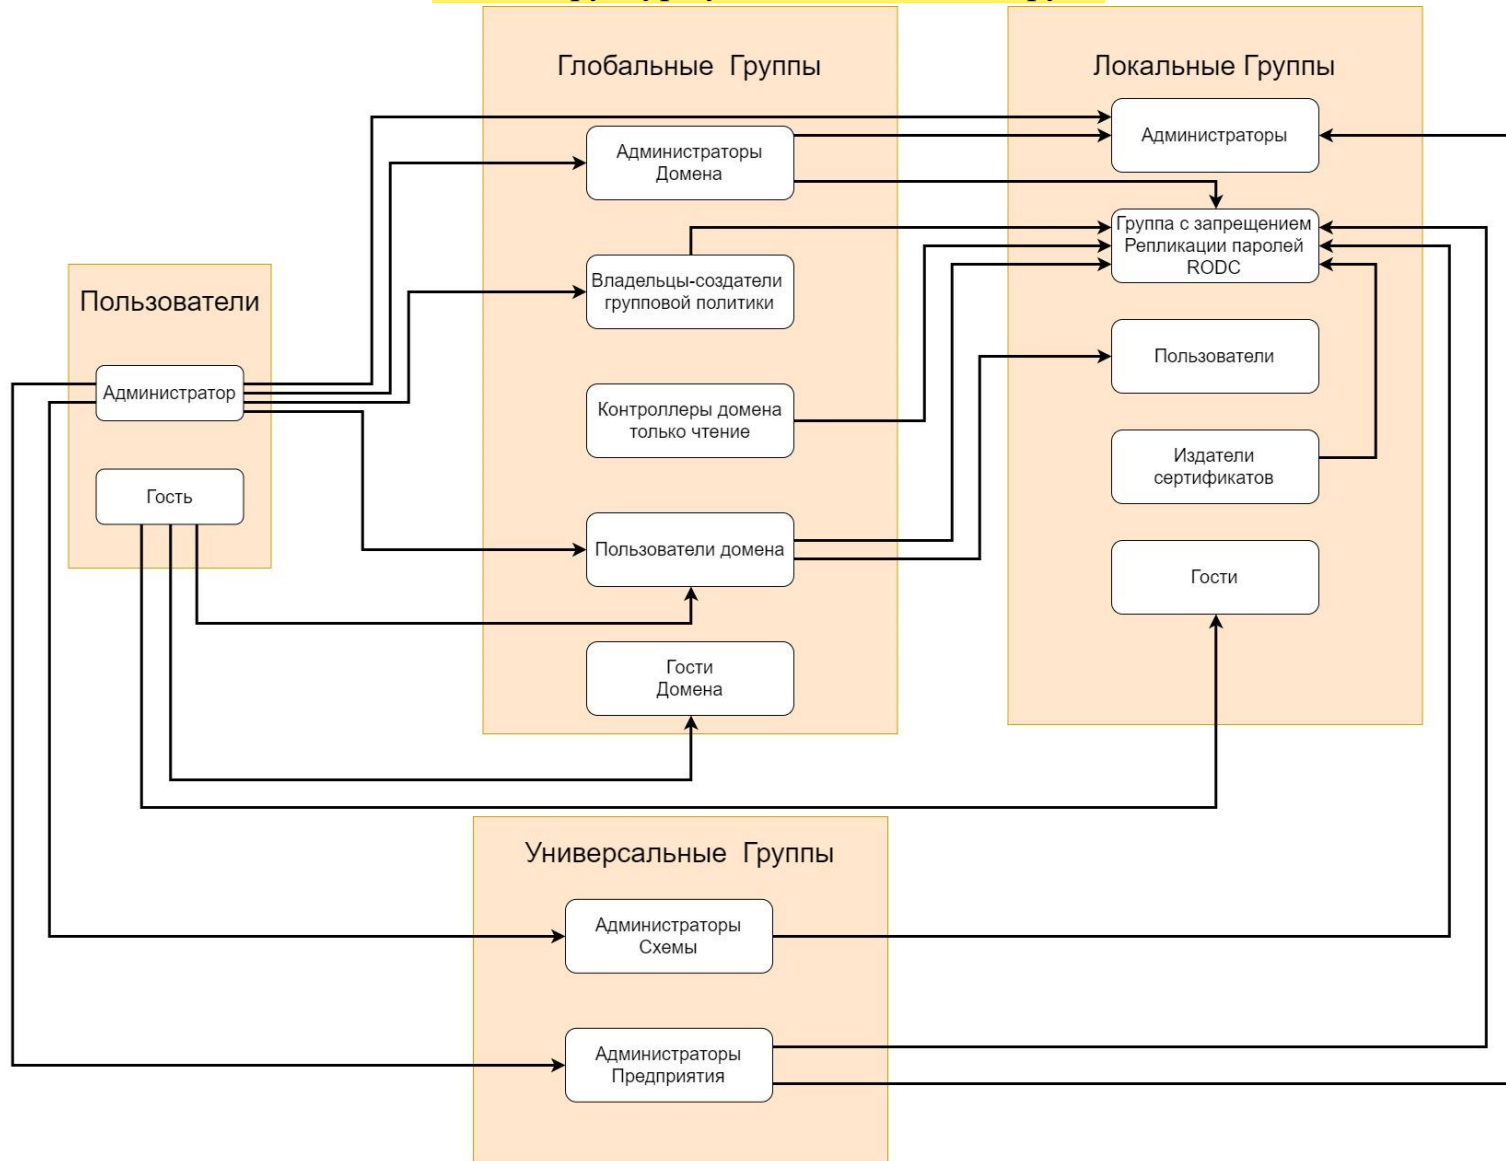 Глобальные Группы
Локальные Группы
Администраторы
Домена
Администраторы
Группа с запрещением
Репликации паролей
RODC
Владельцы-создатели
групповой политики
Пользователи
Администратор
Гость
Контроллеры домена
только чтение
Пользователи
Издатели
сертификатов
Пользователи домена
Гости
Гости
Домена
Универсальные Группы
Администраторы
Схемы
Администраторы
Предприятия